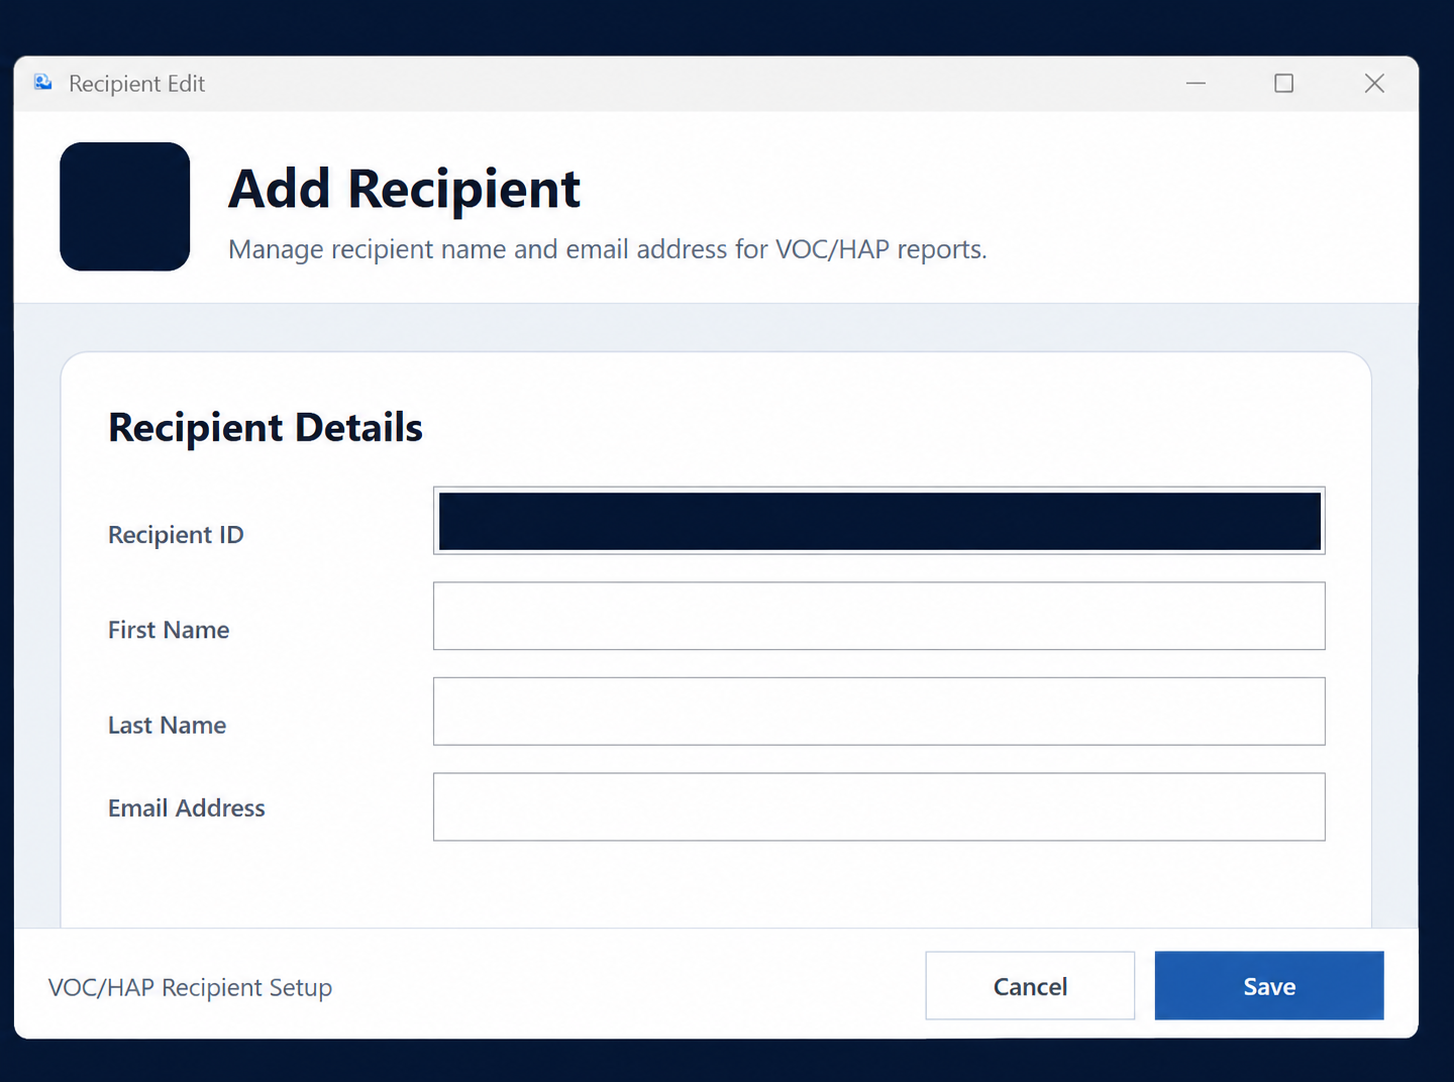 Recipient Edit
Add Recipient
Manage recipient name and email address for VOC/HAP reports.
Recipient Details
Recipient ID
First Name
Last Name
Email Address
VOC/HAP Recipient Setup
Cancel
Save